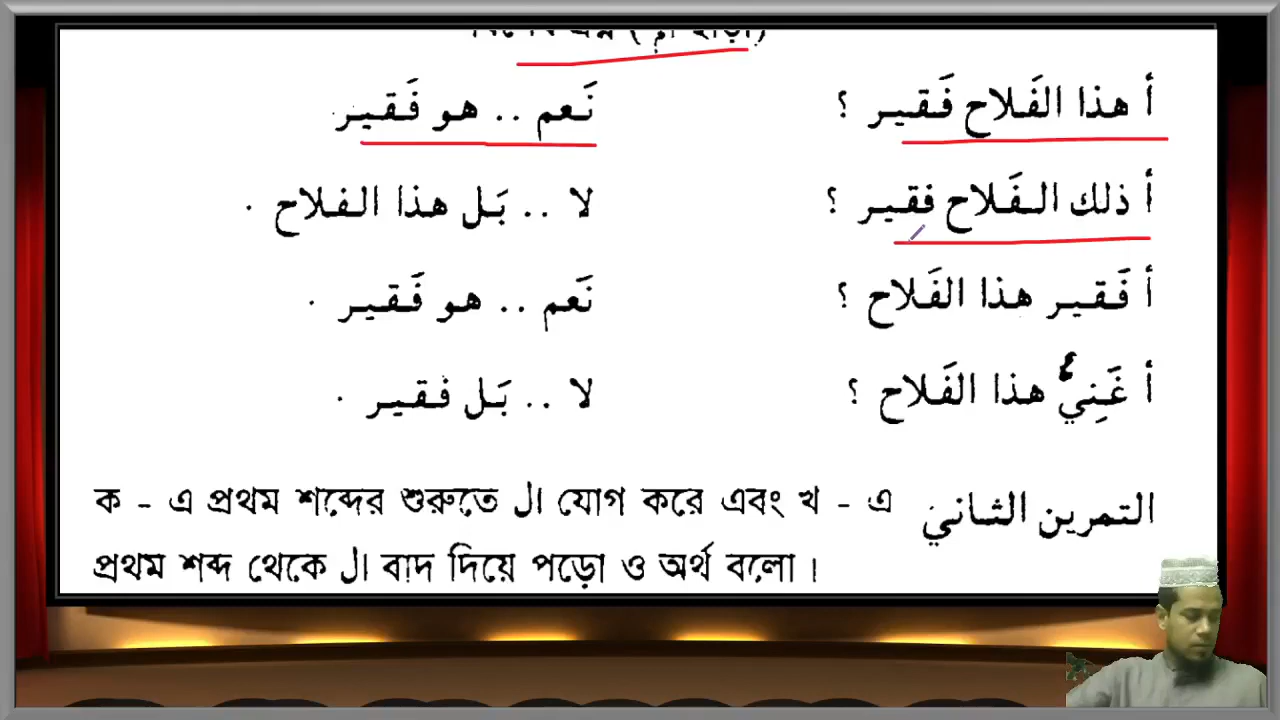 أ هذا الفَلاح فَقير ؟ نَعم .. هو فَقير .
أ ذلك الفَلاح فقير ؟ لا .. بَل هذا الفلاح .
أ فَقير هذا الفَلاح ؟ نَعم .. هو فَقير .
أ غَنِيٌّ هذا الفَلاح ؟ لا .. بَل فَقير .
التمرين الثاني ক - এ প্রথম শব্দের শুরুতে ال যোগ করে এবং খ - এ
প্রথম শব্দ থেকে ال বাদ দিয়ে পড়ো ও অর্থ বলো।